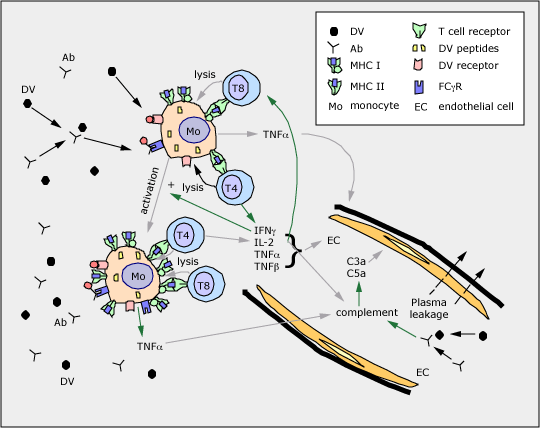 DV
T cell receptor
Ab
DV peptides
MHC I
DV receptor
MHC II
FCγR
Mo monocyte
EC endothelial cell
Ab
DV
lysis
T8
Mo
TNFα
lysis
T4
activation
+
IFNγ
IL-2
TNFα
TNFβ
EC
T4
lysis
Mo
T8
C3a
C5a
Plasma
leakage
complement
Ab
TNFα
DV
EC